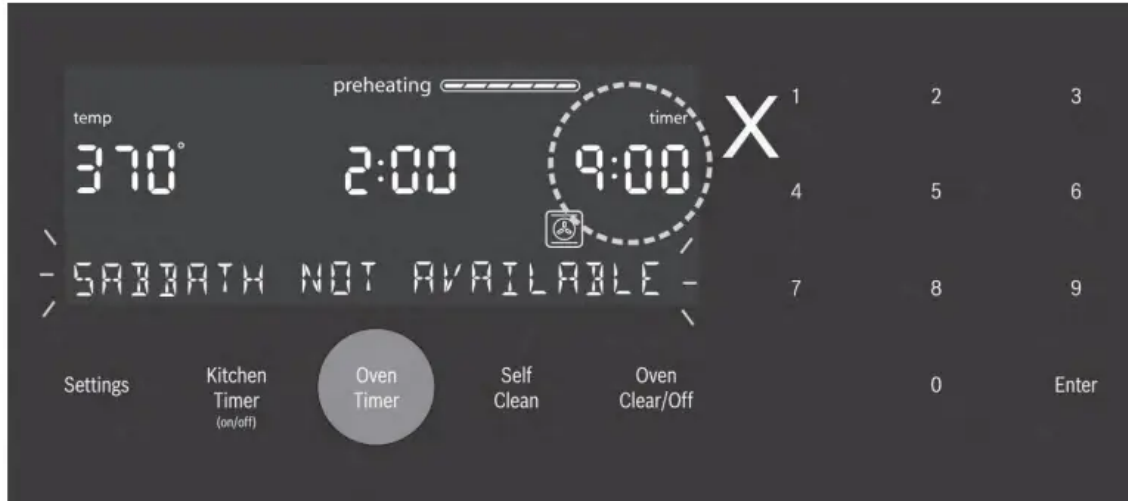 preheating
temp
timer
370°
2:00
9:00
X
SABBATH NOT AVAILABLE
Settings
Kitchen
Timer
(on/off)
Oven
Timer
Self
Clean
Oven
Clear/Off
1 2 3
4 5 6
7 8 9
0 Enter